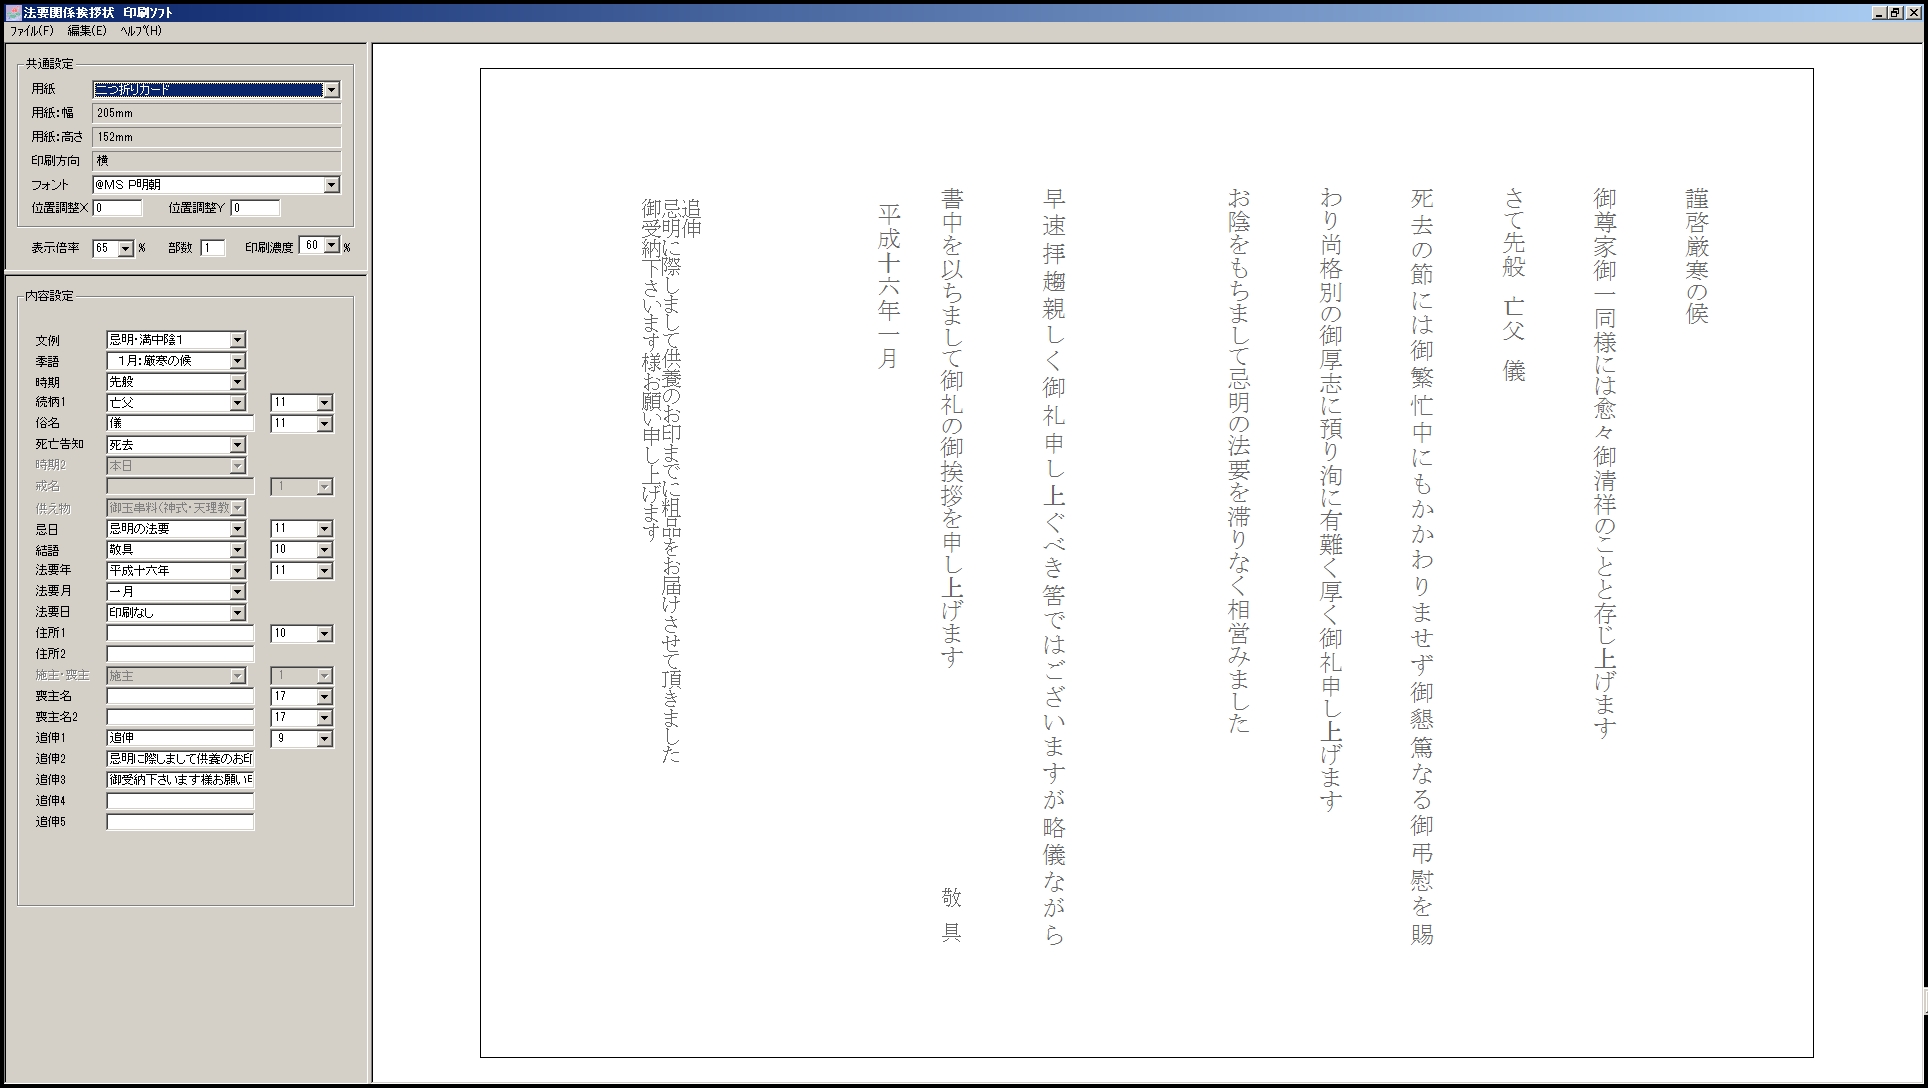 法要関係挨拶状 印刷ソフト
ファイル(F) 編集(E) ヘルプ(H)
共通設定
用紙 二つ折りカード
用紙:幅 205mm
用紙:高さ 152mm
印刷方向 横
フォント @MS P明朝
位置調整X 0 位置調整Y 0
表示倍率 65 % 部数 1 印刷濃度 60 %
内容設定
文例 忌明・満中陰1
季語 1月:厳寒の候
時期 先般
続柄1 亡父 11
俗名 儀 11
死亡告知 死去
時期2 本日
戒名 1
供え物 御玉串料(神式・天理教
忌日 忌明の法要 11
結語 敬具 10
法要年 平成十六年 11
法要月 一月
法要日 印刷なし
住所1 10
住所2
施主・喪主 施主 1
喪主名 17
喪主名2 17
追伸1 追伸 9
追伸2 忌明に際しまして供養のお印
追伸3 御受納下さいます様お願い申
追伸4
追伸5
謹啓厳寒の候
御尊家御一同様には愈々御清祥のことと存じ上げます
さて先般 亡父 儀
死去の節には御繁忙中にもかかわりませず御懇篤なる御弔慰を賜
わり尚格別の御厚志に預り洵に有難く厚く御礼申し上げます
お陰をもちまして忌明の法要を滞りなく相営みました
早速拝趨親しく御礼申し上ぐべき筈ではございますが略儀ながら
書中を以ちまして御礼の御挨拶を申し上げます 敬具
平成十六年一月
追伸
忌明に際しまして供養のお印までに粗品をお届けさせて頂きました
御受納下さいます様お願い申し上げます